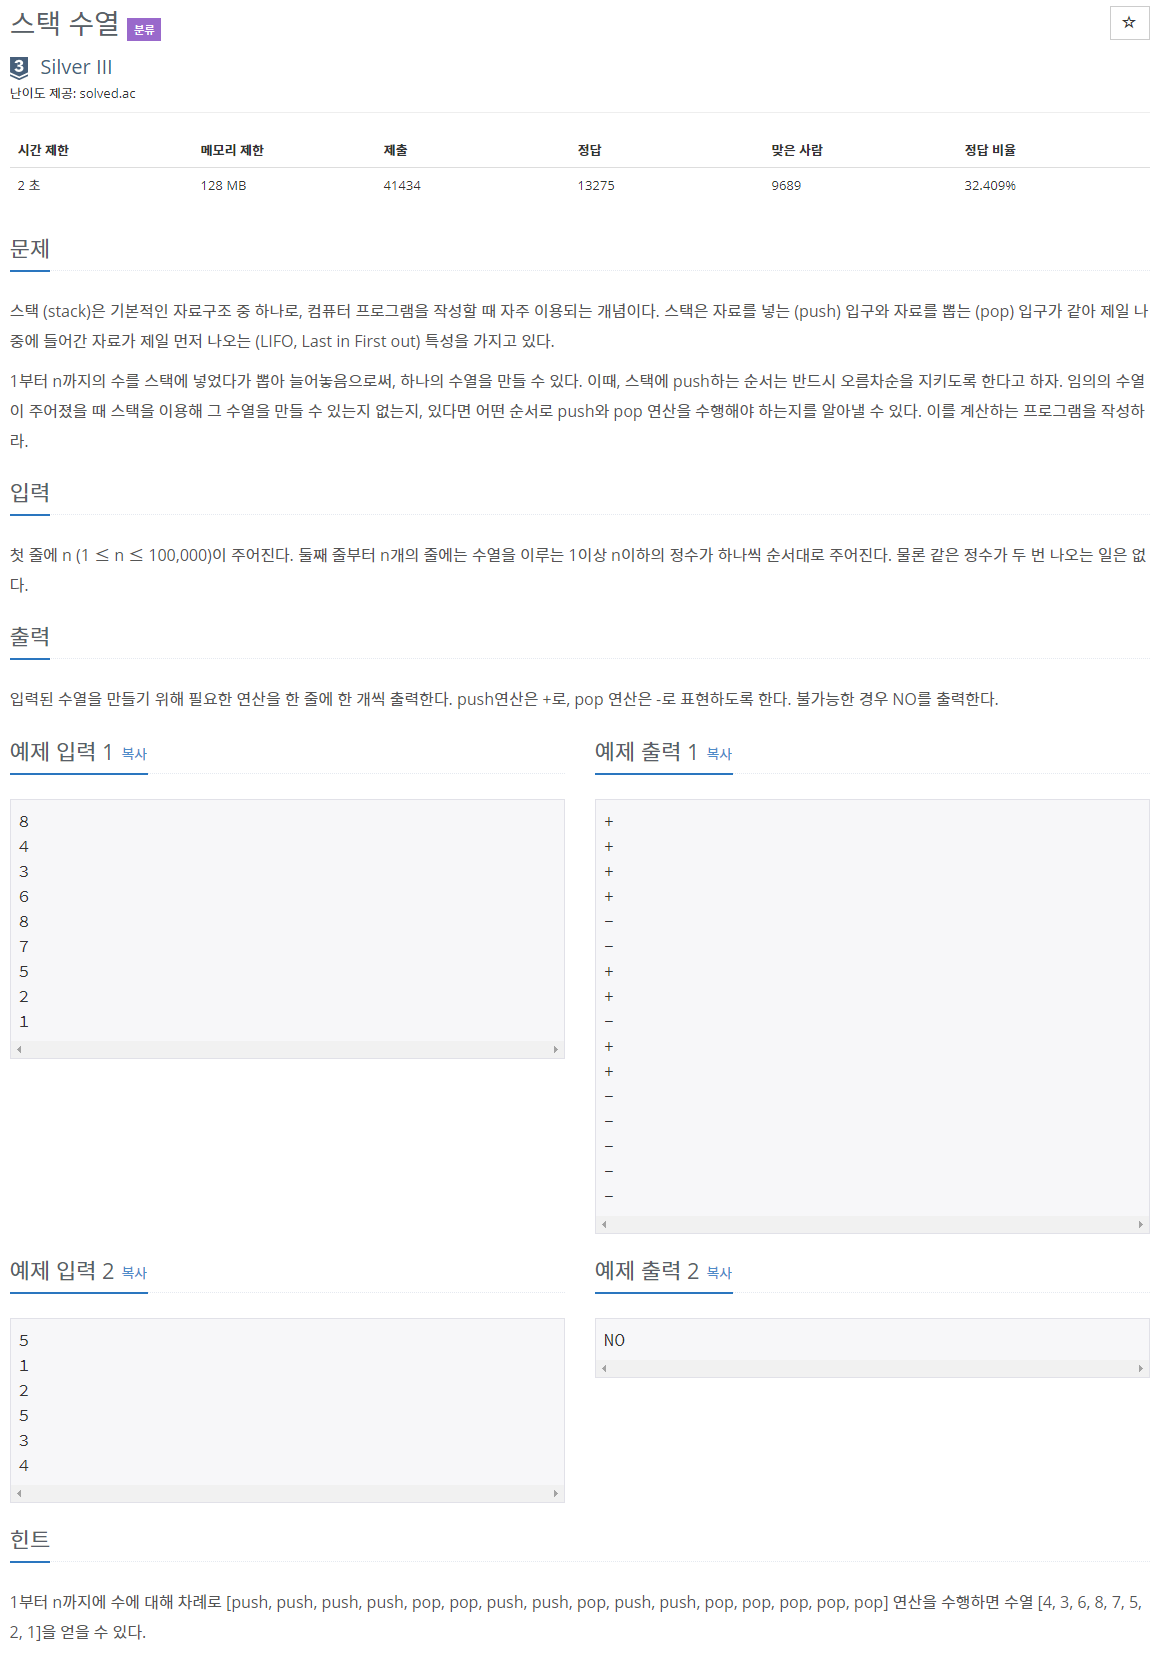 스택 수열 분류
☆
3 Silver III
난이도 제공: solved.ac
시간 제한 메모리 제한 제출 정답 맞은 사람 정답 비율
2 초 128 MB 41434 13275 9689 32.409%
문제
스택 (stack)은 기본적인 자료구조 중 하나로, 컴퓨터 프로그램을 작성할 때 자주 이용되는 개념이다. 스택은 자료를 넣는 (push) 입구와 자료를 뽑는 (pop) 입구가 같아 제일 나
중에 들어간 자료가 제일 먼저 나오는 (LIFO, Last in First out) 특성을 가지고 있다.
1부터 n까지의 수를 스택에 넣었다가 뽑아 늘어놓음으로써, 하나의 수열을 만들 수 있다. 이때, 스택에 push하는 순서는 반드시 오름차순을 지키도록 한다고 하자. 임의의 수열
이 주어졌을 때 스택을 이용해 그 수열을 만들 수 있는지 없는지, 있다면 어떤 순서로 push와 pop 연산을 수행해야 하는지를 알아낼 수 있다. 이를 계산하는 프로그램을 작성하
라.
입력
첫 줄에 n (1 ≤ n ≤ 100,000)이 주어진다. 둘째 줄부터 n개의 줄에는 수열을 이루는 1이상 n이하의 정수가 하나씩 순서대로 주어진다. 물론 같은 정수가 두 번 나오는 일은 없
다.
출력
입력된 수열을 만들기 위해 필요한 연산을 한 줄에 한 개씩 출력한다. push연산은 +로, pop 연산은 -로 표현하도록 한다. 불가능한 경우 NO를 출력한다.
예제 입력 1 복사
8
4
3
6
8
7
5
2
1
예제 출력 1 복사
+
+
+
+
-
-
+
+
-
+
+
-
-
-
-
-
예제 입력 2 복사
5
1
2
5
3
4
예제 출력 2 복사
NO
힌트
1부터 n까지에 수에 대해 차례로 [push, push, push, push, pop, pop, push, push, pop, push, push, pop, pop, pop, pop, pop] 연산을 수행하면 수열 [4, 3, 6, 8, 7, 5,
2, 1]을 얻을 수 있다.